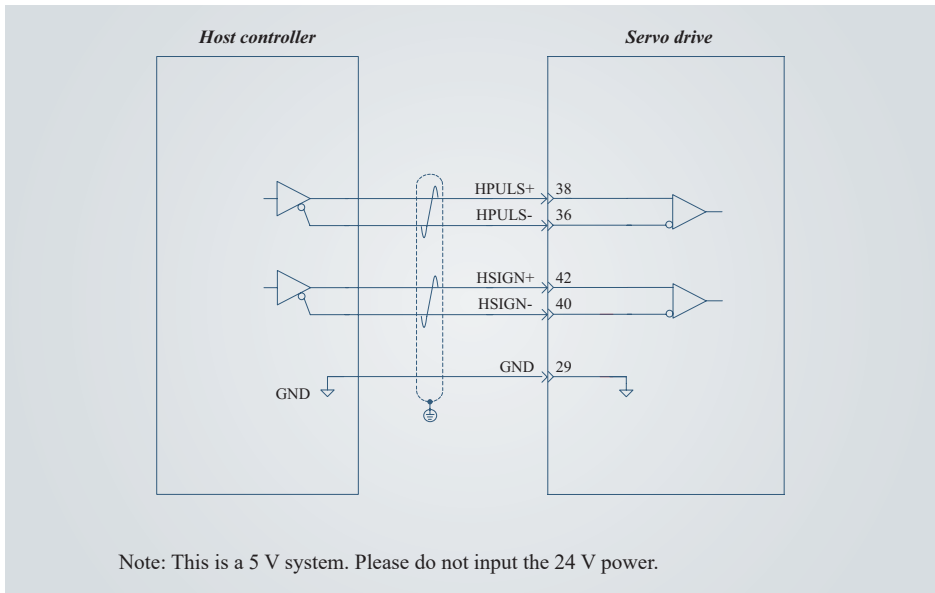 Host controller
Servo drive
HPULS+ 38
HPULS- 36
HSIGN+ 42
HSIGN- 40
GND 29
GND
Note: This is a 5 V system. Please do not input the 24 V power.